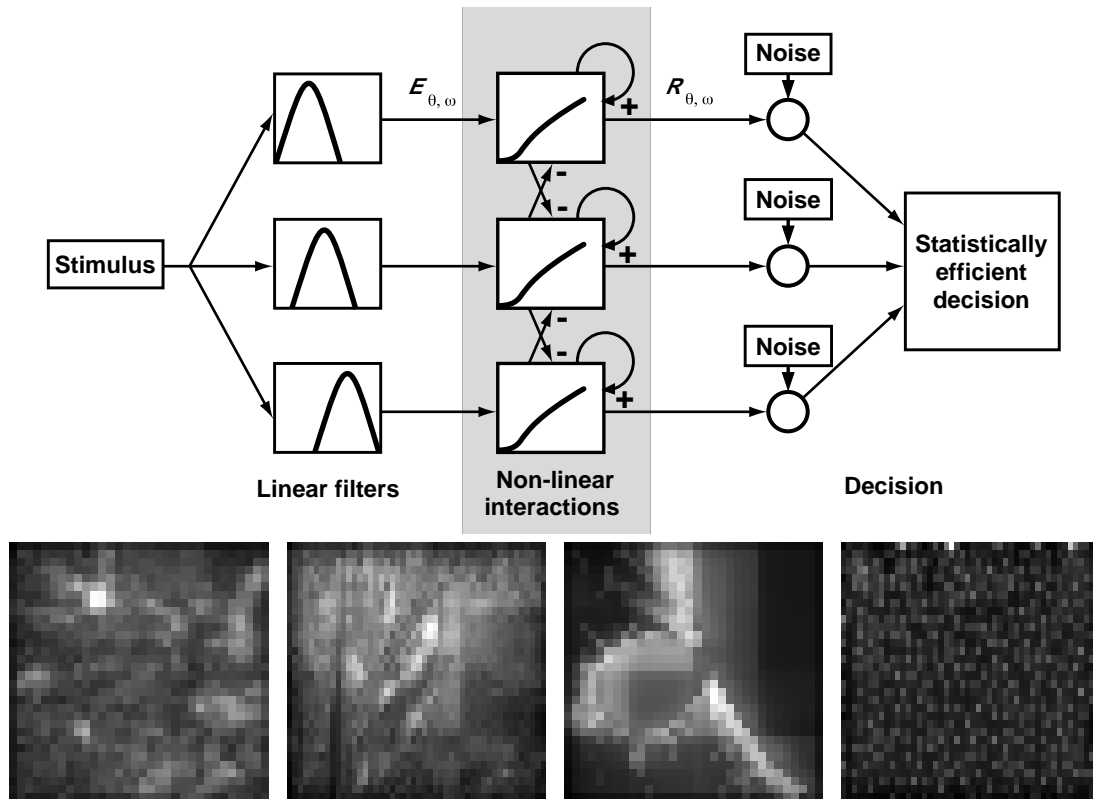 Noise
E θ, ω
R θ, ω
+
-
-
Noise
Stimulus
+
Statistically
efficient
decision
-
-
Noise
+
Linear filters
Non-linear
interactions
Decision